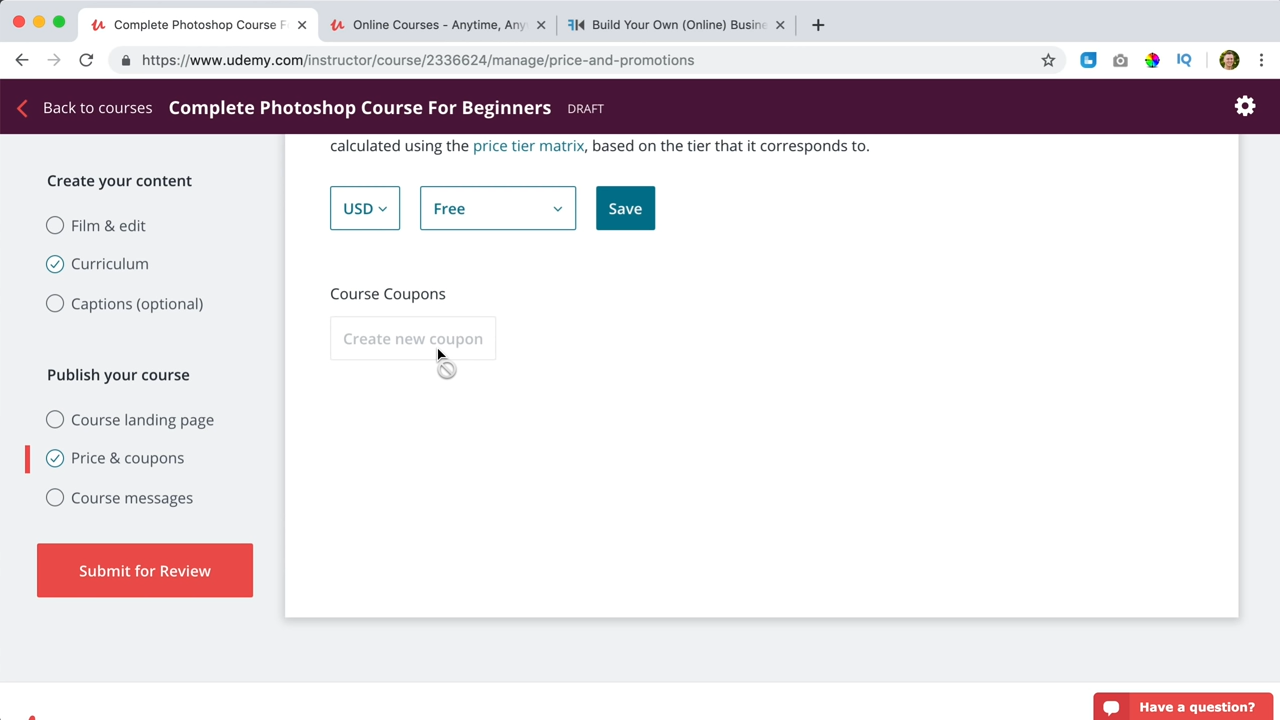 Complete Photoshop Course F
Online Courses - Anytime, Any
Build Your Own (Online) Busine
https://www.udemy.com/instructor/course/2336624/manage/price-and-promotions
IQ
Back to courses
Complete Photoshop Course For Beginners
DRAFT
calculated using the price tier matrix, based on the tier that it corresponds to.
Create your content
Film & edit
Curriculum
Captions (optional)
USD
Free
Save
Course Coupons
Create new coupon
Publish your course
Course landing page
Price & coupons
Course messages
Submit for Review
Have a question?